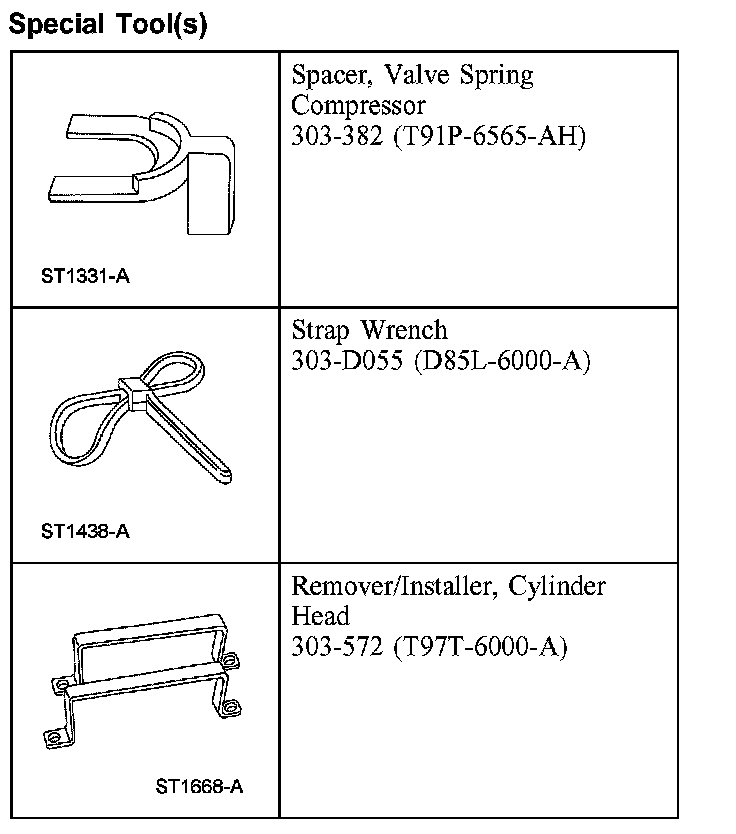 Special Tool(s)
Spacer, Valve Spring
Compressor
303-382 (T91P-6565-AH)
ST1331-A
Strap Wrench
303-D055 (D85L-6000-A)
ST1438-A
Remover/Installer, Cylinder
Head
303-572 (T97T-6000-A)
ST1668-A